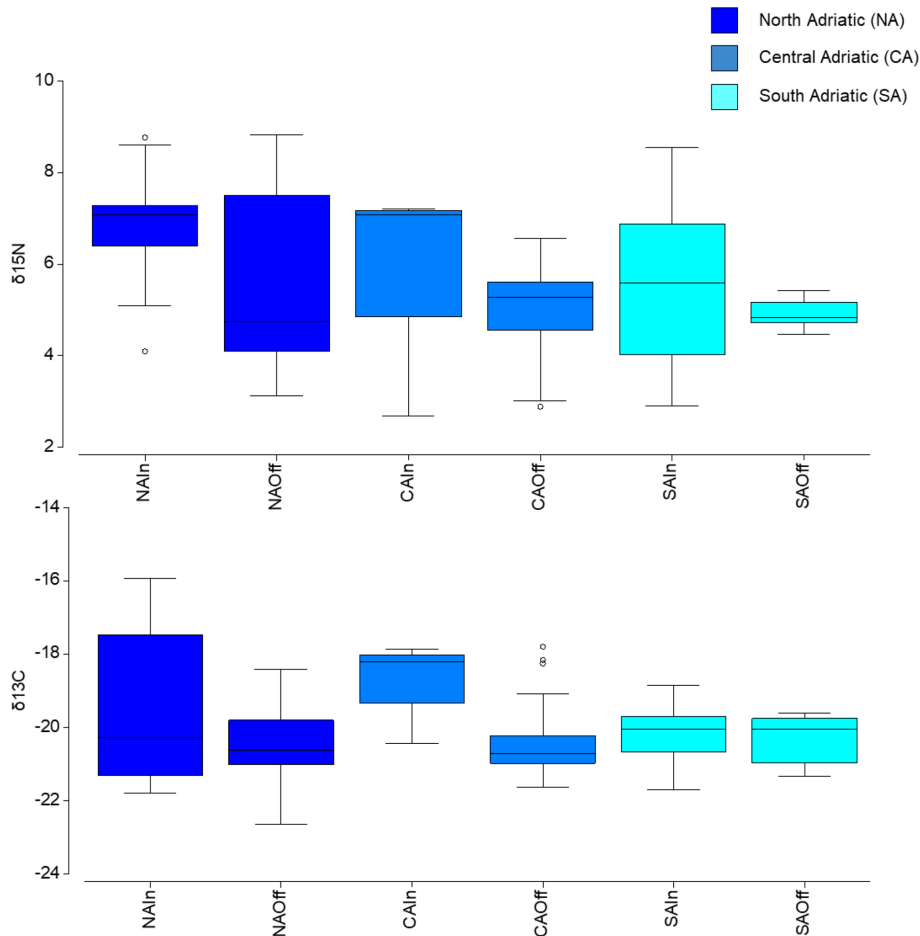 North Adriatic (NA)
Central Adriatic (CA)
South Adriatic (SA)
10
8
6
4
2
δ15N
NAIn
NAOff
CAIn
CAOff
SAIn
SAOff
-14
-16
-18
-20
-22
-24
δ13C
NAIn
NAOff
CAIn
CAOff
SAIn
SAOff